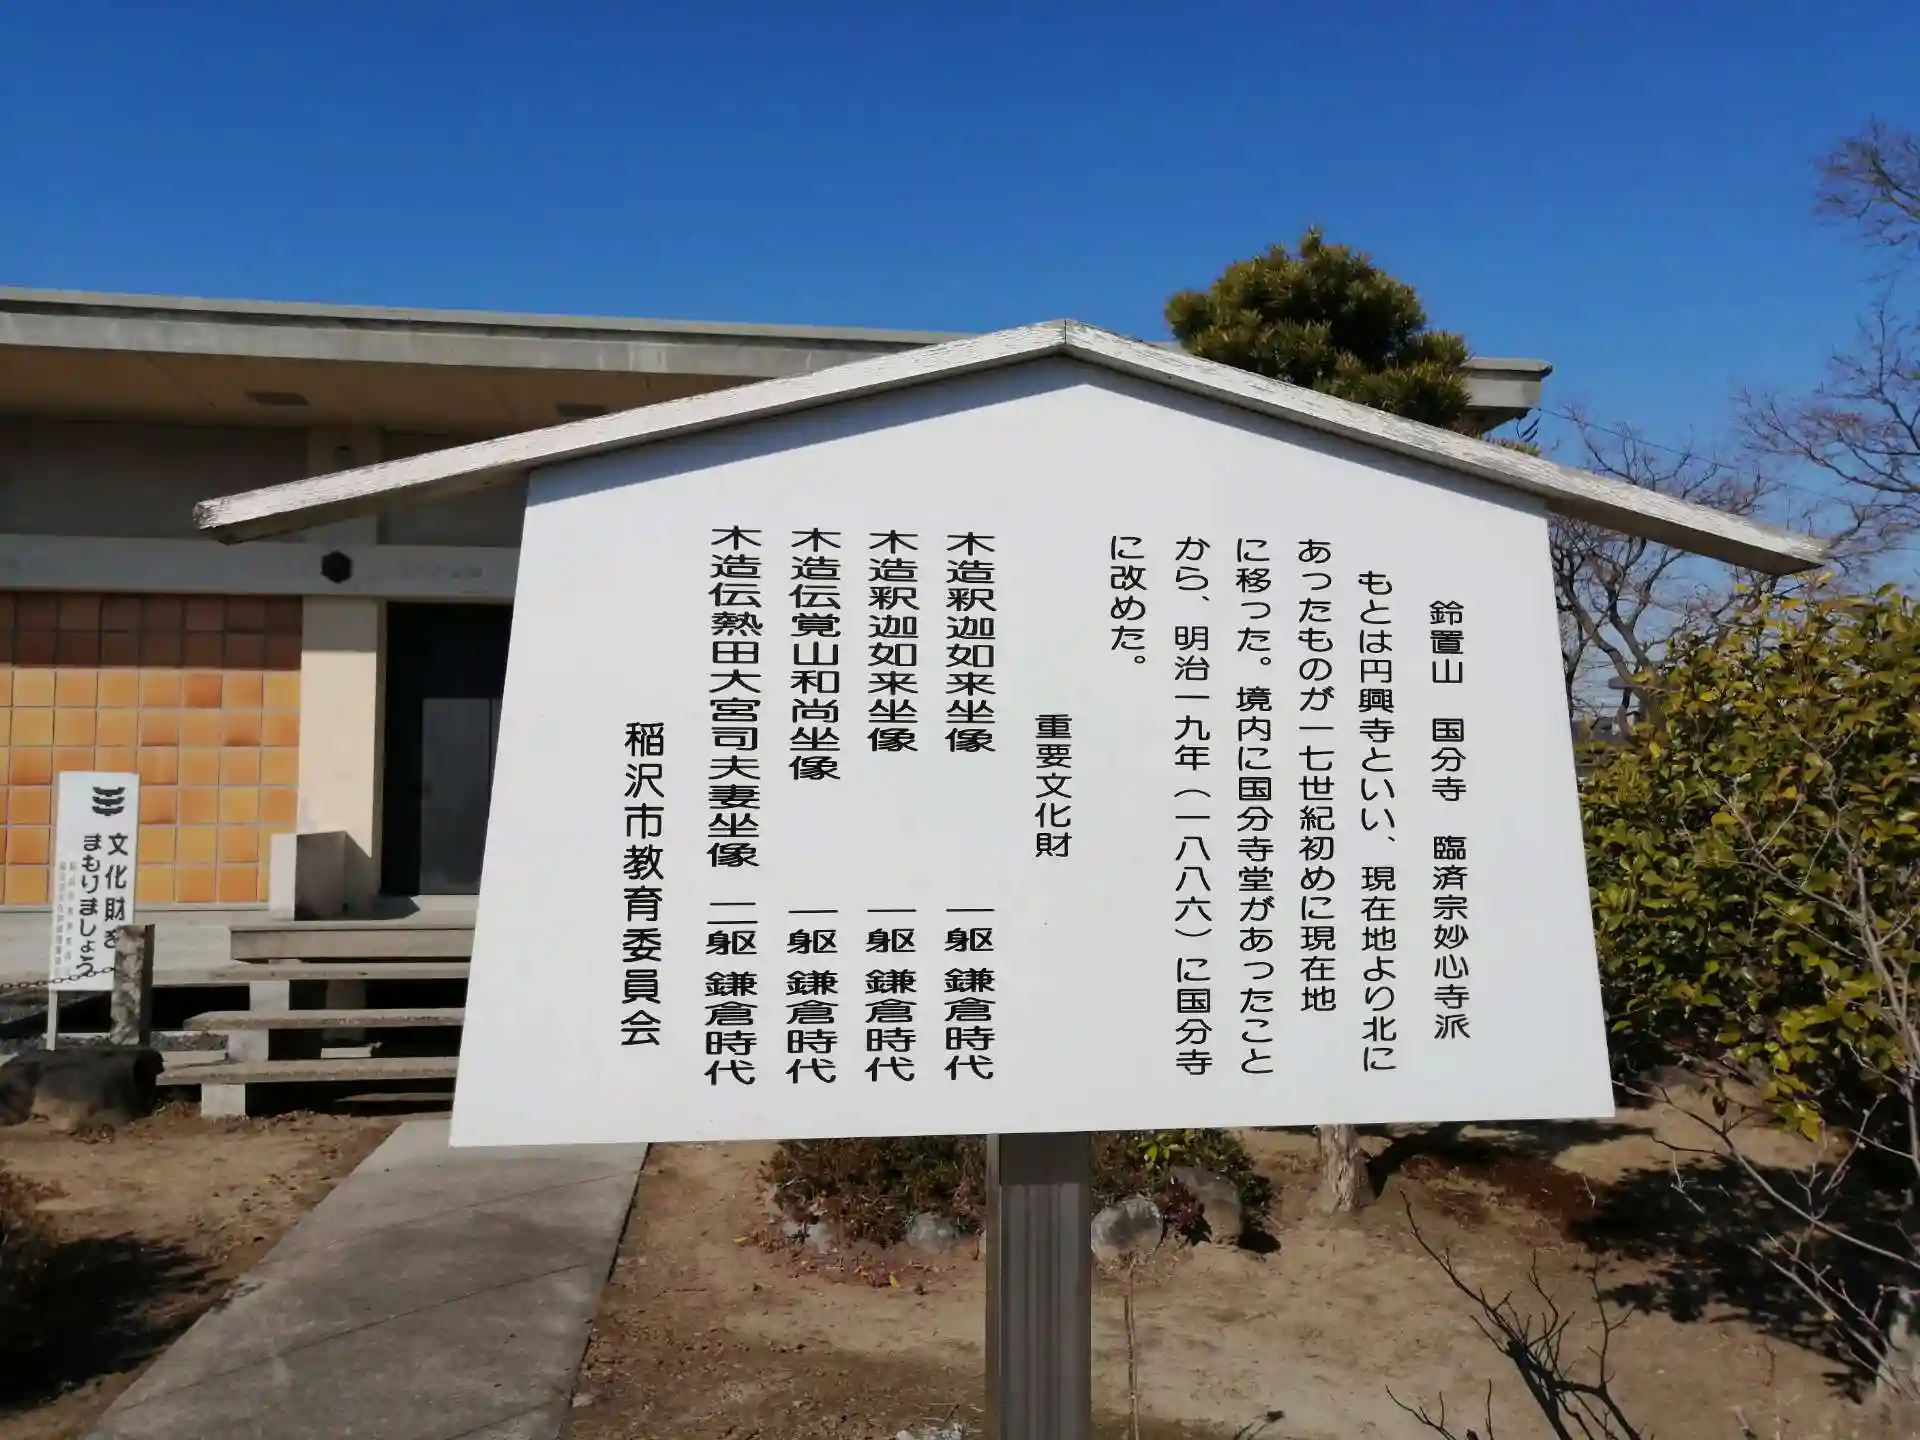 鈴置山　国分寺　臨済宗妙心寺派
もとは円興寺といい、現在地より北に
あったものが一七世紀初めに現在地
に移った。境内に国分寺堂があったこと
から、明治一九年（一八八六）に国分寺
に改めた。
重要文化財
木造釈迦如来坐像　一躯 鎌倉時代
木造釈迦如来坐像　一躯 鎌倉時代
木造伝覚山和尚坐像　一躯 鎌倉時代
木造伝熱田大宮司夫妻坐像　二躯 鎌倉時代
稲沢市教育委員会
文化財を
まもりましょう